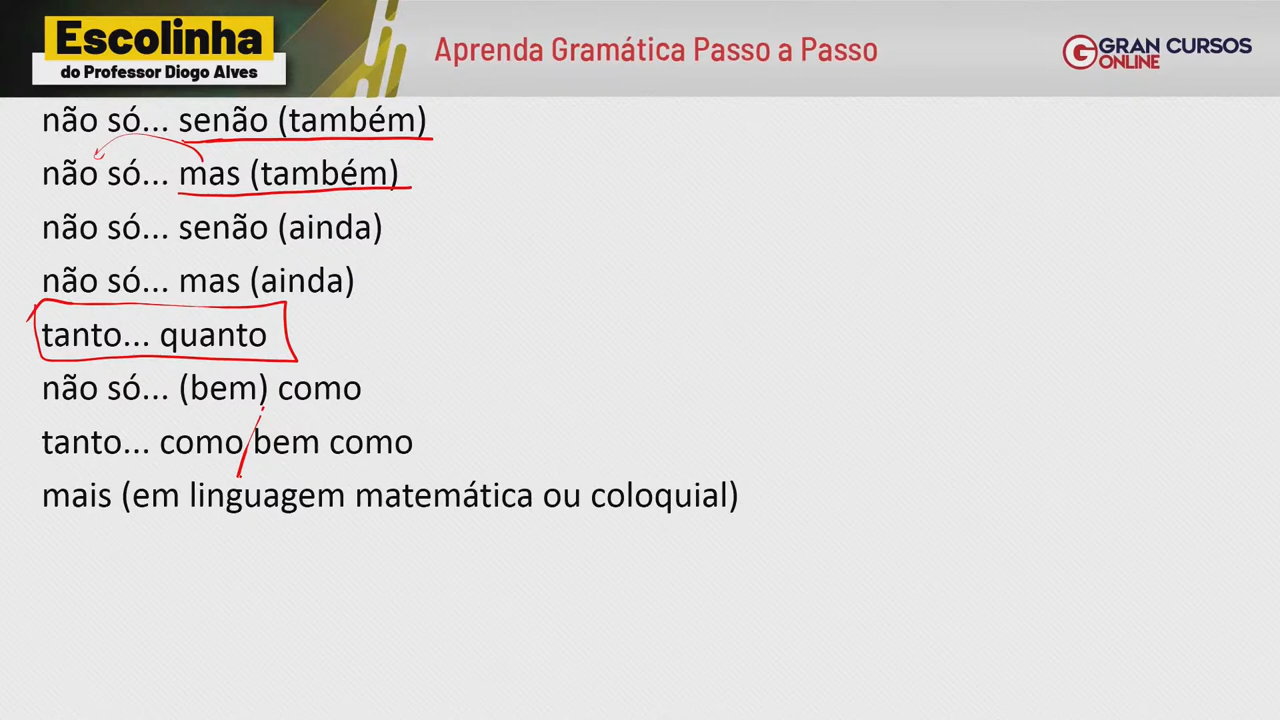 Escolinha
do Professor Diogo Alves
Aprenda Gramática Passo a Passo
GRAN CURSOS
ONLINE
não só... senão (também)
não só... mas (também)
não só... senão (ainda)
não só... mas (ainda)
tanto... quanto
não só... (bem) como
tanto... como bem como
mais (em linguagem matemática ou coloquial)